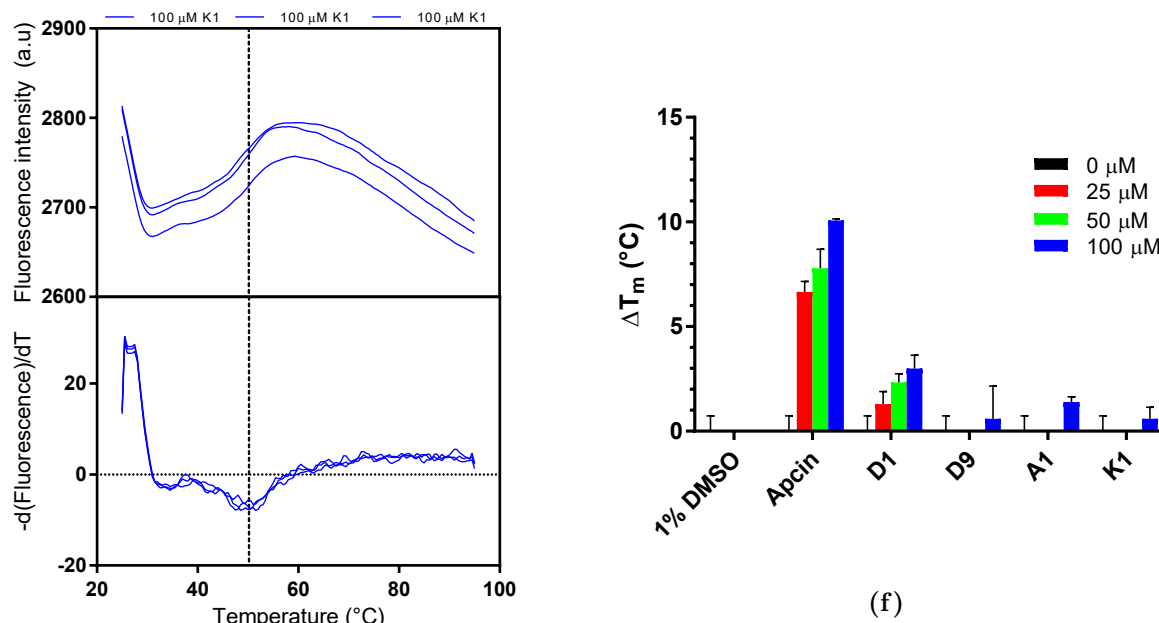 100 μM K1 100 μM K1 100 μM K1
2900
2800
2700
2600
Fluorescence intensity (a.u)
20
0
-20
-d(Fluorescence)/dT
20 40 60 80 100
Temperature (°C)
15
10
5
0
ΔTm (°C)
0 μM
25 μM
50 μM
100 μM
1% DMSO
Apcin
D1
D9
A1
K1
(f)